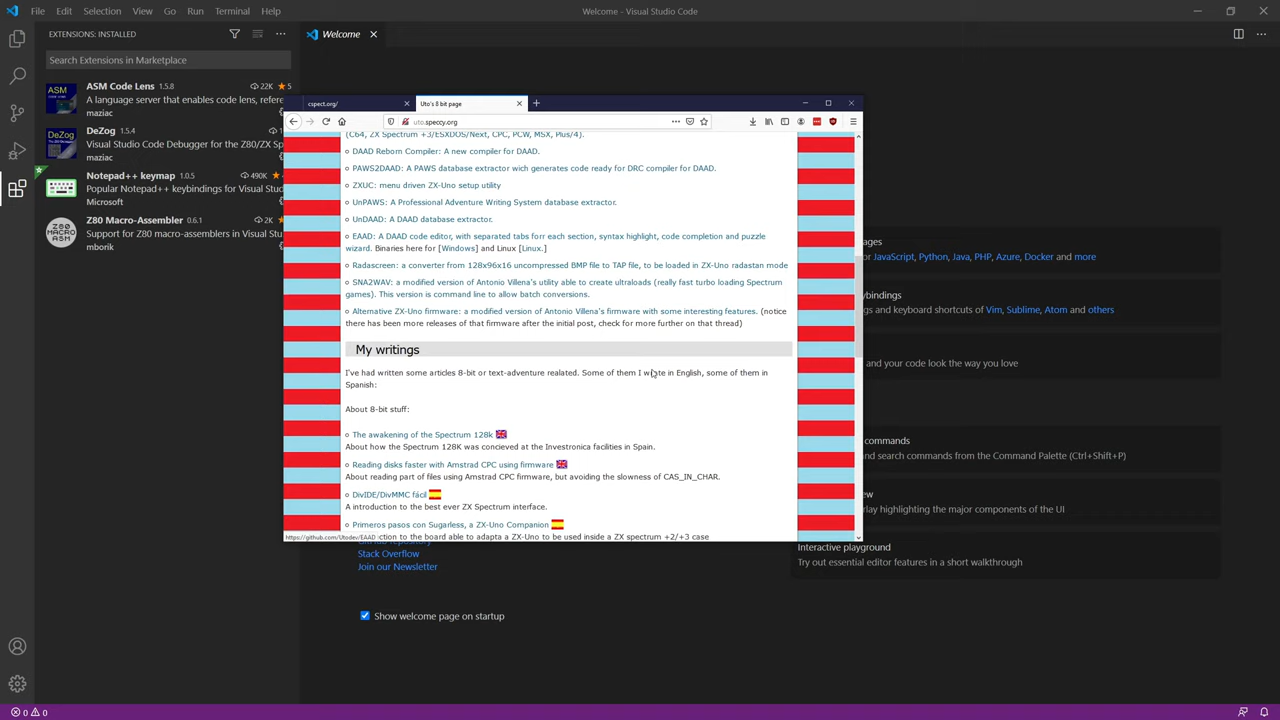 File Edit Selection View Go Run Terminal Help
Welcome - Visual Studio Code
EXTENSIONS: INSTALLED
Search Extensions in Marketplace
ASM Code Lens 1.5.8 22K 5
A language server that enables code lens, refere
maziac
DeZog 1.5.4 2K 5
Visual Studio Code Debugger for the Z80/ZX Sp
maziac
Notepad++ keymap 1.0.5 490K
Popular Notepad++ keybindings for Visual Studi
Microsoft
Z80 Macro-Assembler 0.6.1 2K
Support for Z80 macro-assemblers in Visual Stu
mborik
Welcome
cspect.org/
Uto's 8 bit page
uto.speccy.org
(C64, ZX Spectrum +3/ESXDOS/Next, CPC, PCW, MSX, Plus/4).
DAAD Reborn Compiler: A new compiler for DAAD.
PAWS2DAAD: A PAWS database extractor wich generates code ready for DRC compiler for DAAD.
ZXUC: menu driven ZX-Uno setup utility
UnPAWS: A Professional Adventure Writing System database extractor.
UnDAAD: A DAAD database extractor.
EAAD: A DAAD code editor, with separated tabs forr each section, syntax highlight, code completion and puzzle
wizard. Binaries here for [Windows] and Linux [Linux.]
Radascreen: a converter from 128x96x16 uncompressed BMP file to TAP file, to be loaded in ZX-Uno radastan mode
SNA2WAV: a modified version of Antonio Villena's utility able to create ultraloads (really fast turbo loading Spectrum
games). This version is command line to allow batch conversions.
Alternative ZX-Uno firmware: a modified version of Antonio Villena's firmware with some interesting features. (notice
there has been more releases of that firmware after the initial post, check for more further on that thread)
My writings
I've had written some articles 8-bit or text-adventure realated. Some of them I wrote in English, some of them in
Spanish:
About 8-bit stuff:
The awakening of the Spectrum 128k
About how the Spectrum 128K was concieved at the Investronica facilities in Spain.
Reading disks faster with Amstrad CPC using firmware
About reading part of files using Amstrad CPC firmware, but avoiding the slowness of CAS_IN_CHAR.
DivIDE/DivMMC fácil
A introduction to the best ever ZX Spectrum interface.
Primeros pasos con Sugarless, a ZX-Uno Companion
ction to the board able to adapta a ZX-Uno to be used inside a ZX spectrum +2/+3 case
https://github.com/Utodev/EAAD
Stack Overflow
Join our Newsletter
Show welcome page on startup
ages
or JavaScript, Python, Java, PHP, Azure, Docker and more
ybindings
gs and keyboard shortcuts of Vim, Sublime, Atom and others
and your code look the way you love
commands
nd search commands from the Command Palette (Ctrl+Shift+P)
ew
rlay highlighting the major components of the UI
Interactive playground
Try out essential editor features in a short walkthrough
0 0